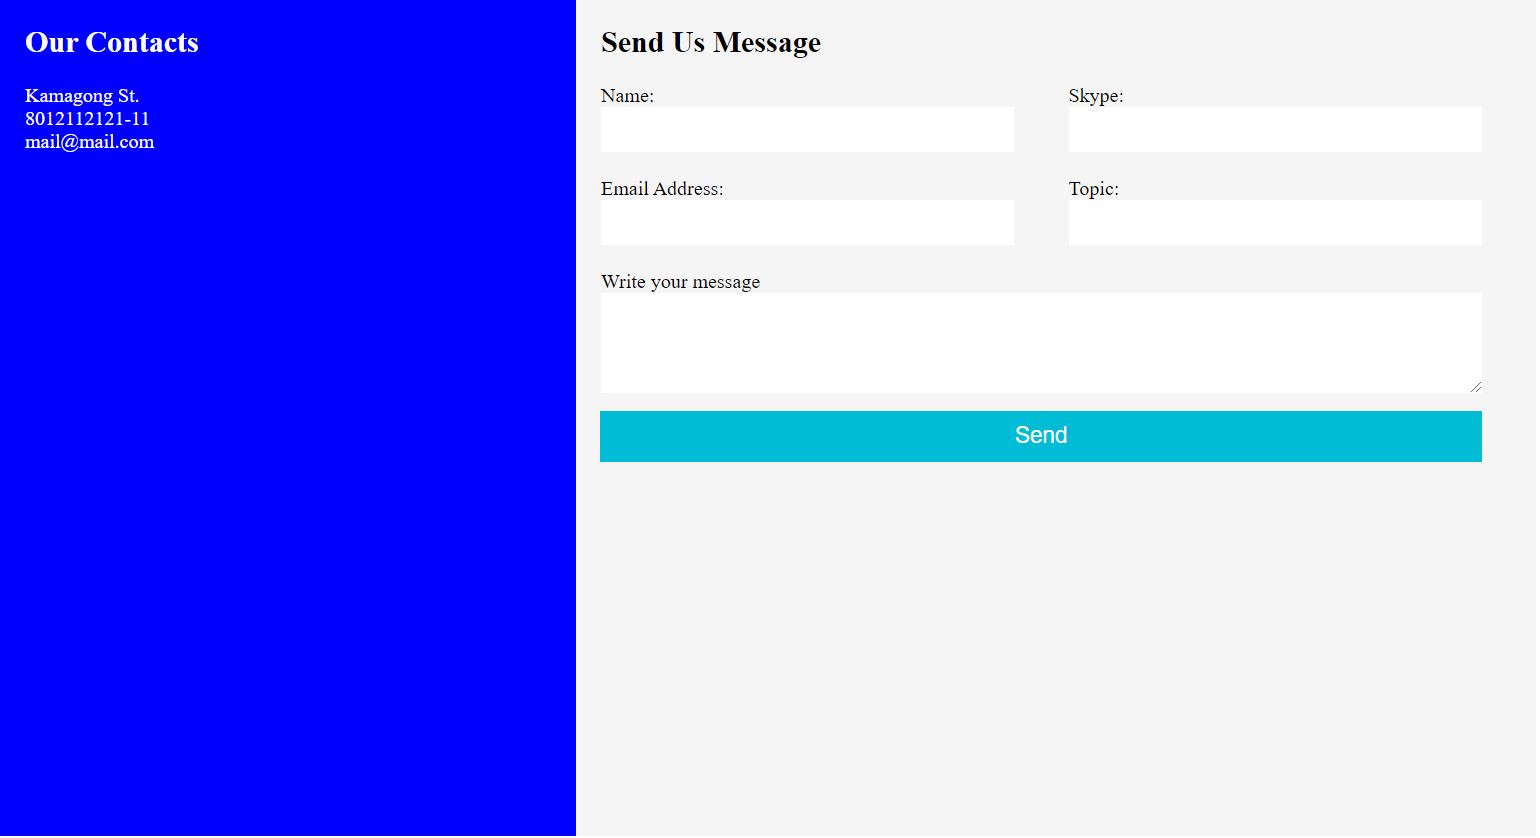 Our Contacts
Kamagong St.
8012112121-11
mail@mail.com
Send Us Message
Name:
Skype:
Email Address:
Topic:
Write your message
Send